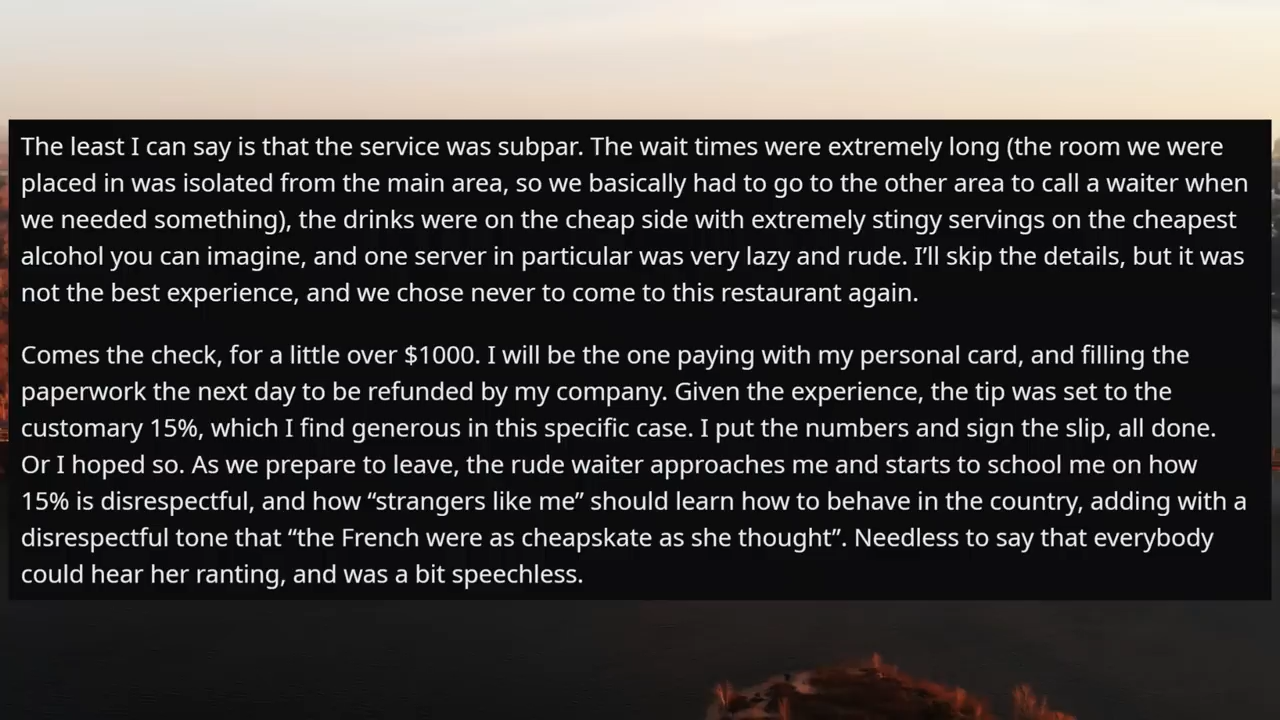 The least I can say is that the service was subpar. The wait times were extremely long (the room we were
placed in was isolated from the main area, so we basically had to go to the other area to call a waiter when
we needed something), the drinks were on the cheap side with extremely stingy servings on the cheapest
alcohol you can imagine, and one server in particular was very lazy and rude. I’ll skip the details, but it was
not the best experience, and we chose never to come to this restaurant again.
Comes the check, for a little over $1000. I will be the one paying with my personal card, and filling the
paperwork the next day to be refunded by my company. Given the experience, the tip was set to the
customary 15%, which I find generous in this specific case. I put the numbers and sign the slip, all done.
Or I hoped so. As we prepare to leave, the rude waiter approaches me and starts to school me on how
15% is disrespectful, and how “strangers like me” should learn how to behave in the country, adding with a
disrespectful tone that “the French were as cheapskate as she thought”. Needless to say that everybody
could hear her ranting, and was a bit speechless.